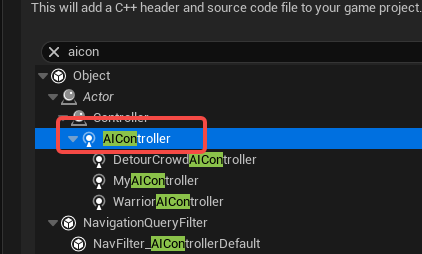 This will add a C++ header and source code file to your game project.
aicon
Object
Actor
Controller
AIController
DetourCrowdAIController
MyAIController
WarriorAIController
NavigationQueryFilter
NavFilter_AIControllerDefault